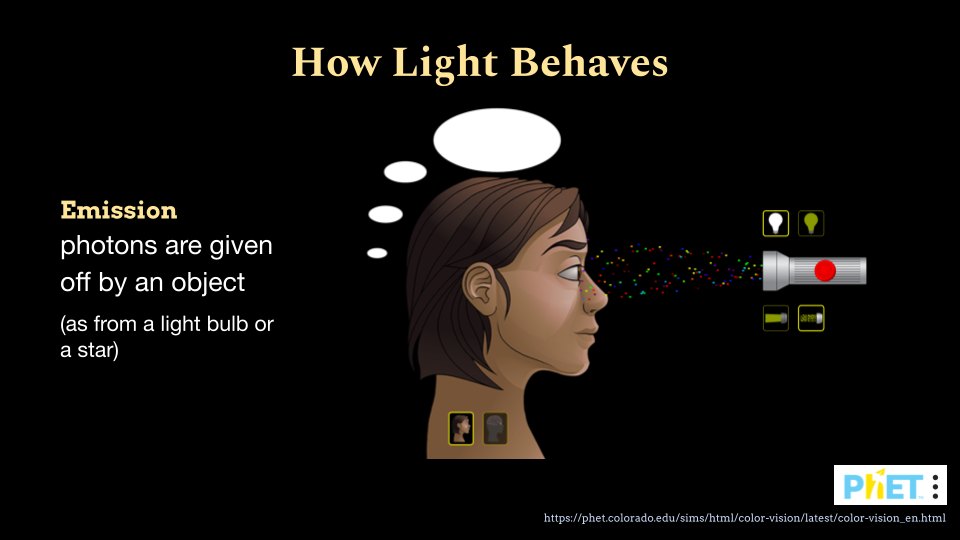 How Light Behaves
Emission
photons are given
off by an object
(as from a light bulb or
a star)
PhET
https://phet.colorado.edu/sims/html/color-vision/latest/color-vision_en.html